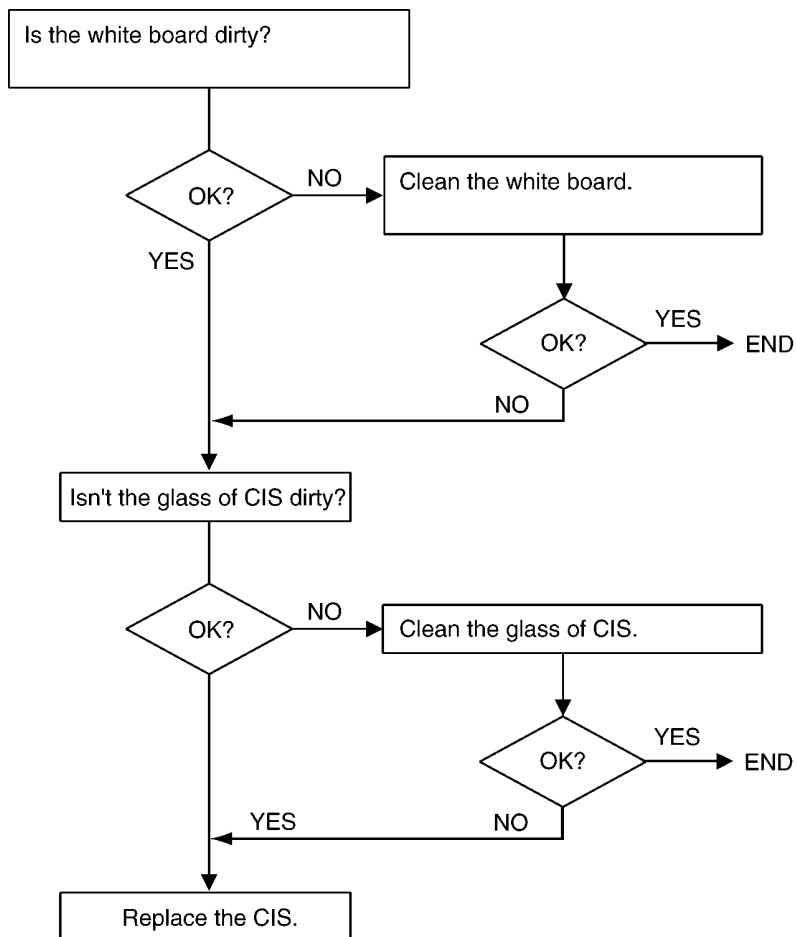 Is the white board dirty?
OK?
NO
Clean the white board.
YES
OK?
YES
END
NO
Isn't the glass of CIS dirty?
OK?
NO
Clean the glass of CIS.
OK?
YES
END
YES
NO
Replace the CIS.